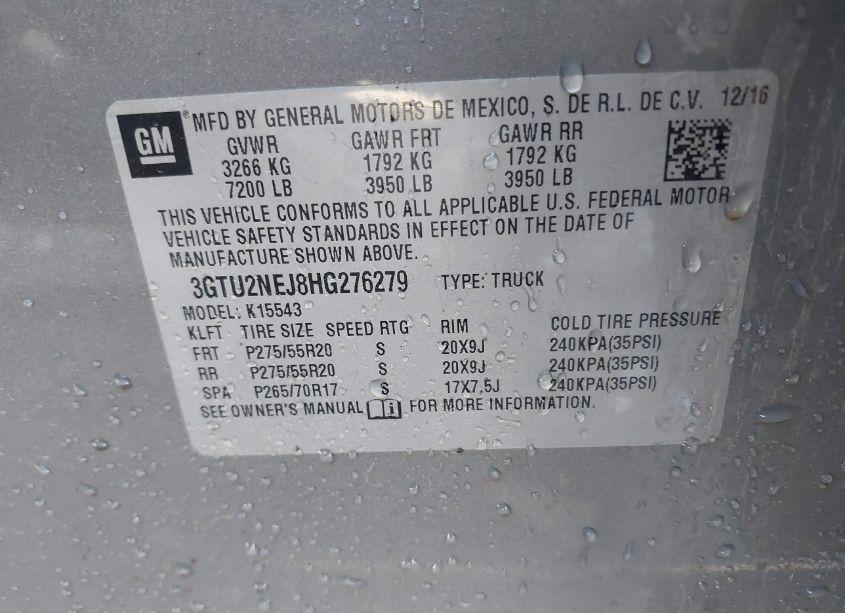 GM
® MFD BY GENERAL MOTORS DE MEXICO, S. DE R.L. DE C.V. 12/16
GVWR GAWR FRT GAWR RR
3266 KG 1792 KG 1792 KG
7200 LB 3950 LB 3950 LB
THIS VEHICLE CONFORMS TO ALL APPLICABLE U.S. FEDERAL MOTOR
VEHICLE SAFETY STANDARDS IN EFFECT ON THE DATE OF
MANUFACTURE SHOWN ABOVE.
3GTU2NEJ8HG276279 TYPE: TRUCK
MODEL: K15543
KLFT TIRE SIZE SPEED RTG RIM COLD TIRE PRESSURE
FRT P275/55R20 S 20X9J 240KPA(35PSI)
RR P275/55R20 S 20X9J 240KPA(35PSI)
SPA P265/70R17 S 17X7,5J 240KPA(35PSI)
SEE OWNER'S MANUAL i FOR MORE INFORMATION.